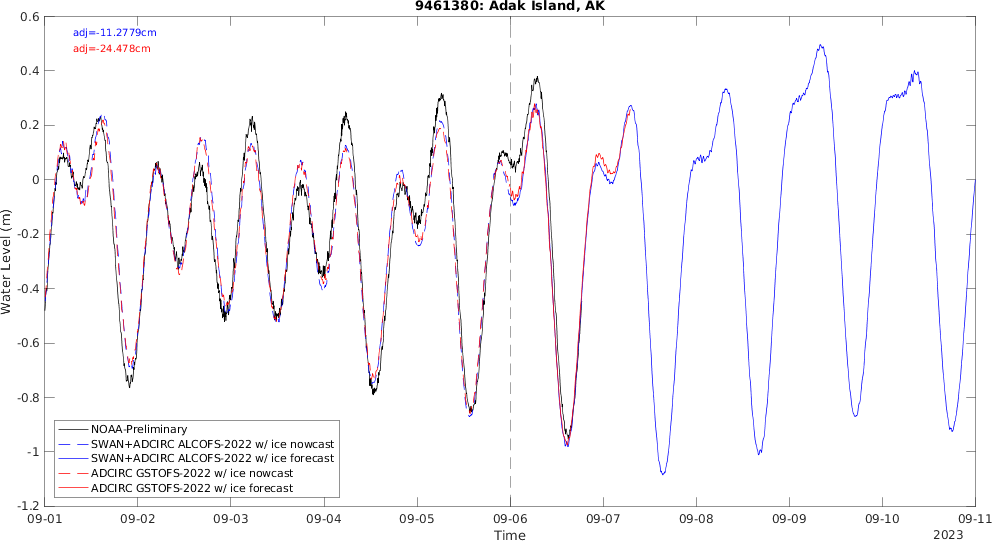 9461380: Adak Island, AK
adj=-11.2779cm
adj=-24.478cm
0.6
0.4
0.2
0
-0.2
-0.4
-0.6
-0.8
-1
-1.2
Water Level (m)
NOAA-Preliminary
SWAN+ADCIRC ALCOFS-2022 w/ ice nowcast
SWAN+ADCIRC ALCOFS-2022 w/ ice forecast
ADCIRC GSTOFS-2022 w/ ice nowcast
ADCIRC GSTOFS-2022 w/ ice forecast
09-01 09-02 09-03 09-04 09-05 09-06 09-07 09-08 09-09 09-10 09-11
Time
2023